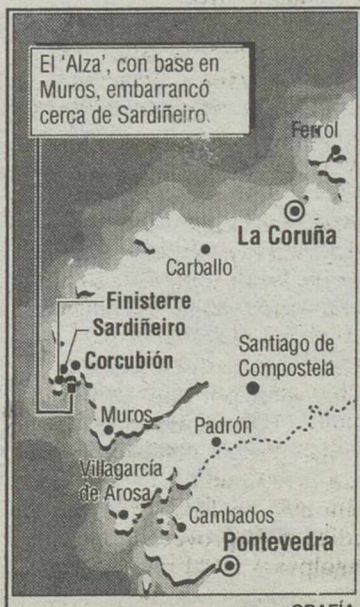 El 'Alza', con base en
Muros, embarrancó
cerca de Sardiñeiro.
Ferrol
La Coruña
Carballo
Finisterre
Sardiñeiro
Corcubión
Santiago de
Compostela
Muros
Padrón
Villagarcía
de Arosa
Cambados
Pontevedra